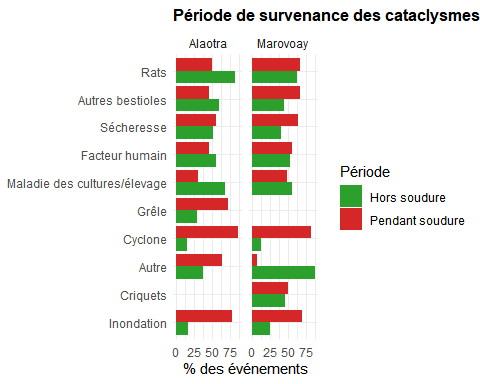 Période de survenance des cataclysmes
Alaotra Marovoay
Rats
Autres bestioles
Sécheresse
Facteur humain
Maladie des cultures/élevage
Grêle
Cyclone
Autre
Criquets
Inondation
0 25 50 75 0 25 50 75
% des événements
Période
Hors soudure
Pendant soudure